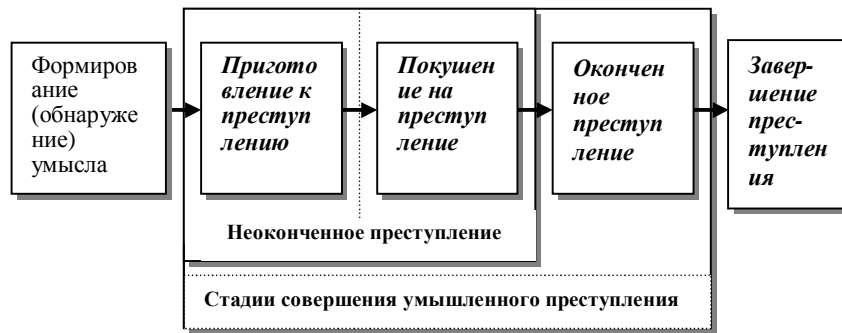 Формиров
ание
(обнаруже
ние)
умысла
Пригото
вление к
преступ
лению
Покушен
ие на
преступ
ление
Окончен
ное
преступ
ление
Завер-
шение
прес-
туплен
ия
Неоконченное преступление
Стадии совершения умышленного преступления